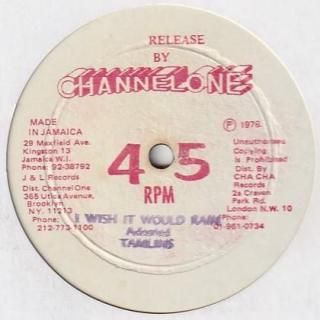 RELEASE
BY
CHANNEL ONE
MADE
IN JAMAICA
29 Maxfield Ave.
Kingston 13
Jamaica W.I.
Phone: 92-38792
J & L Records
Dist. Channel One
365 Utica Avenue,
Brooklyn
NY. 11213
Phone:
212-773-1100
45
RPM
Ⓟ 1976.
Unauthorised
Copying
Is Prohibited
Dist. By
CHA CHA
Records
2a Craven
Park Rd.
London N.W. 10
Phone:
01-961-0734
I WISH IT WOULD RAIN
Adapted
TAMLINS